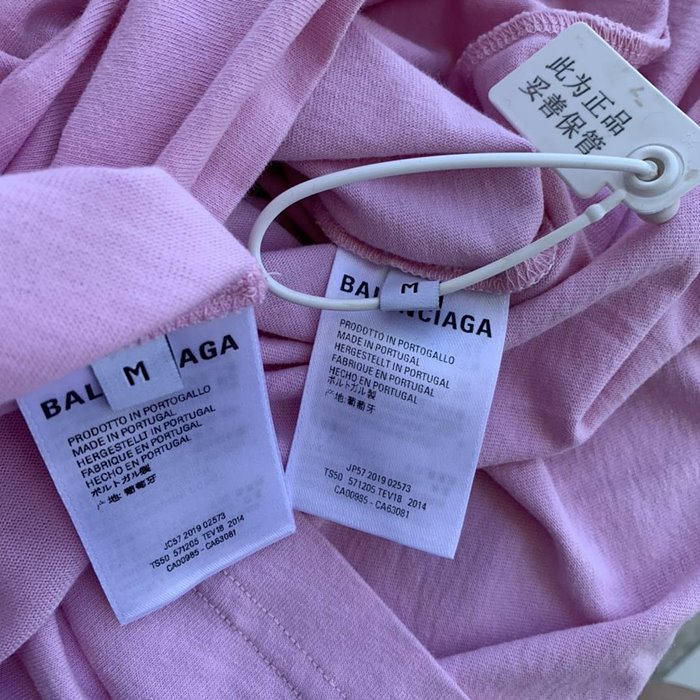 此为正品
妥善保管
M
BAL AGA
PRODOTTO IN PORTOGALLO
MADE IN PORTUGAL
HERGESTELLT IN PORTUGAL
FABRIQUE EN PORTUGAL
HECHO EN PORTUGAL
ポルトガル製
产地: 葡萄牙
JC57 2019 02573
TS50 571205 TEV18 2014
CA00985 - CA63081
M
BAL NCIAGA
PRODOTTO IN PORTOGALLO
MADE IN PORTUGAL
HERGESTELLT IN PORTUGAL
FABRIQUE EN PORTUGAL
HECHO EN PORTUGAL
ポルトガル製
产地: 葡萄牙
JP57 2019 02573
TS50 571205 TEV18 2014
CA00985 - CA63081